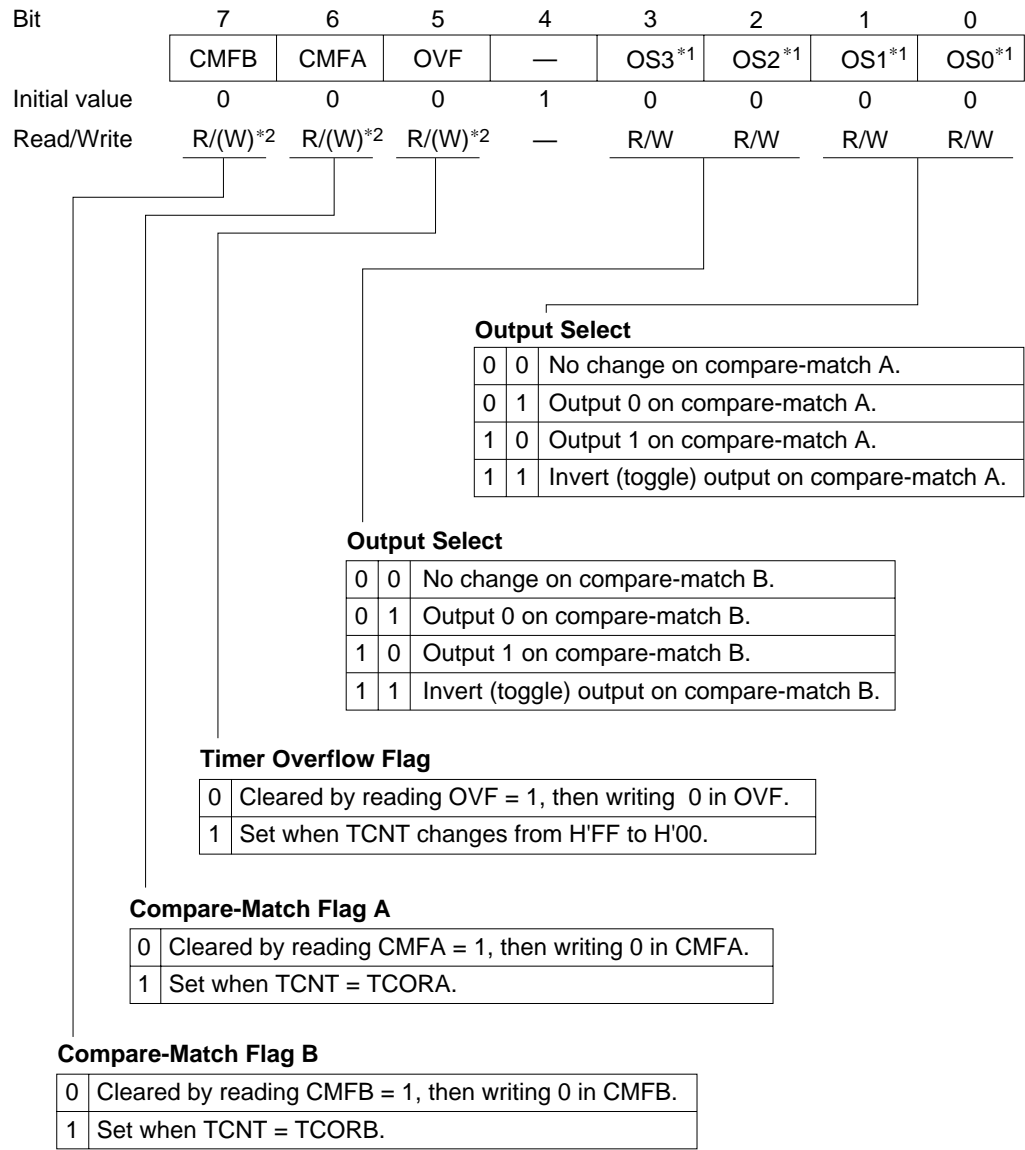 Bit 7 6 5 4 3 2 1 0
CMFB CMFA OVF — OS3*1 OS2*1 OS1*1 OS0*1
Initial value 0 0 0 1 0 0 0 0
Read/Write R/(W)*2 R/(W)*2 R/(W)*2 — R/W R/W R/W R/W
Output Select
0 0 No change on compare-match A.
0 1 Output 0 on compare-match A.
1 0 Output 1 on compare-match A.
1 1 Invert (toggle) output on compare-match A.
Output Select
0 0 No change on compare-match B.
0 1 Output 0 on compare-match B.
1 0 Output 1 on compare-match B.
1 1 Invert (toggle) output on compare-match B.
Timer Overflow Flag
0 Cleared by reading OVF = 1, then writing 0 in OVF.
1 Set when TCNT changes from H'FF to H'00.
Compare-Match Flag A
0 Cleared by reading CMFA = 1, then writing 0 in CMFA.
1 Set when TCNT = TCORA.
Compare-Match Flag B
0 Cleared by reading CMFB = 1, then writing 0 in CMFB.
1 Set when TCNT = TCORB.